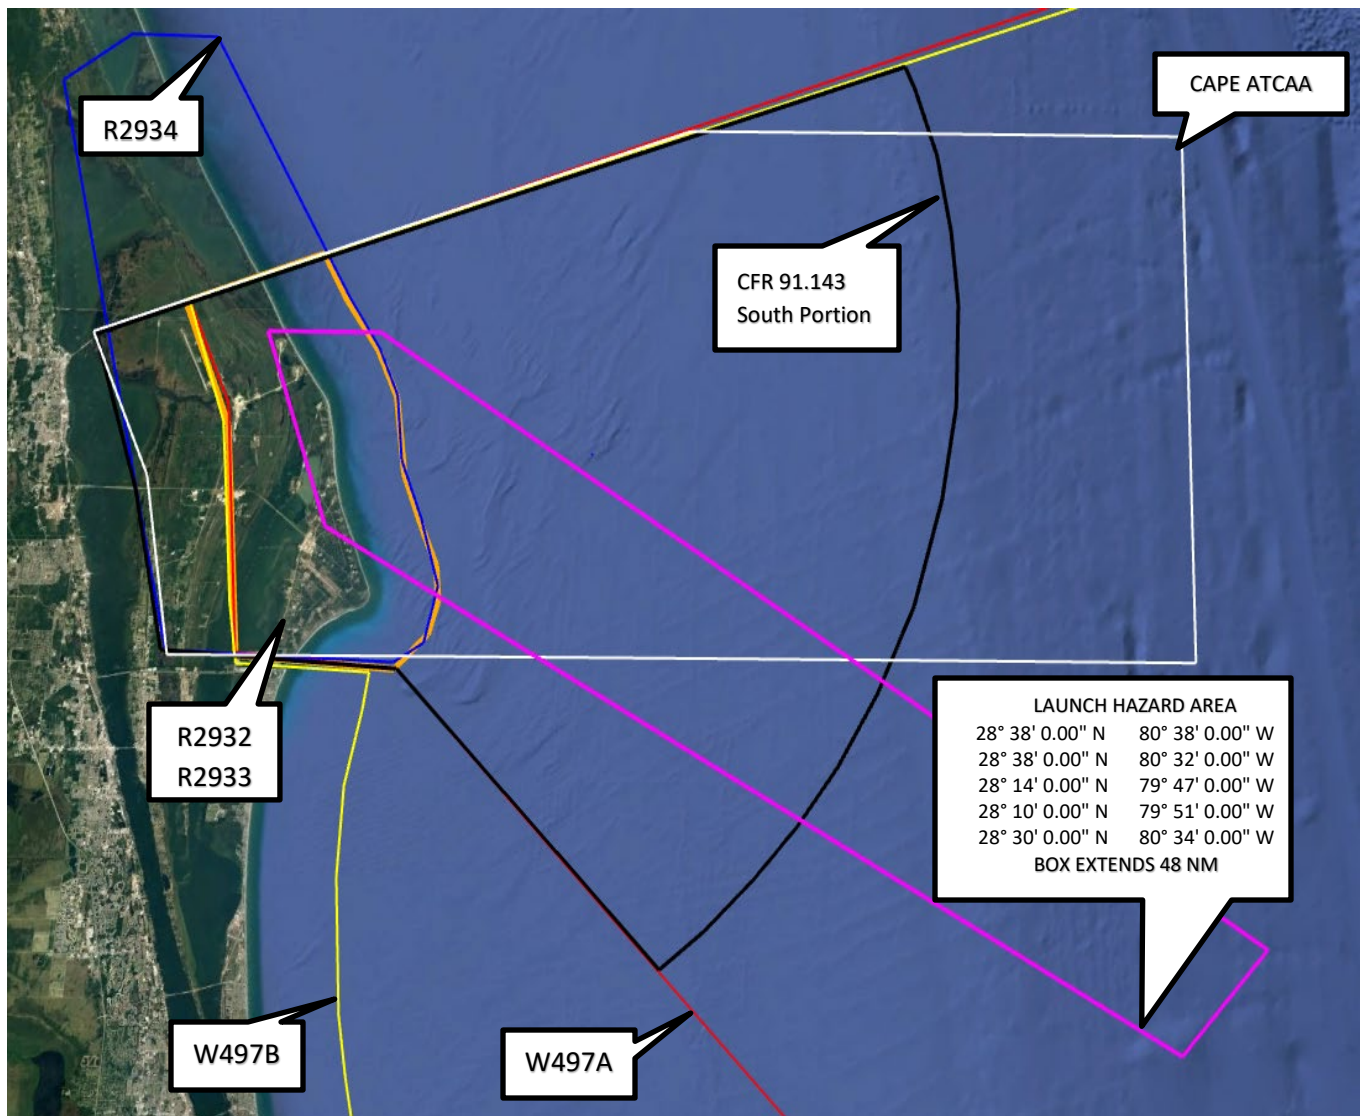 R2934
CAPE ATCAA
CFR 91.143
South Portion
R2932
R2933
LAUNCH HAZARD AREA
28° 38' 0.00" N 80° 38' 0.00" W
28° 38' 0.00" N 80° 32' 0.00" W
28° 14' 0.00" N 79° 47' 0.00" W
28° 10' 0.00" N 79° 51' 0.00" W
28° 30' 0.00" N 80° 34' 0.00" W
BOX EXTENDS 48 NM
W497B
W497A